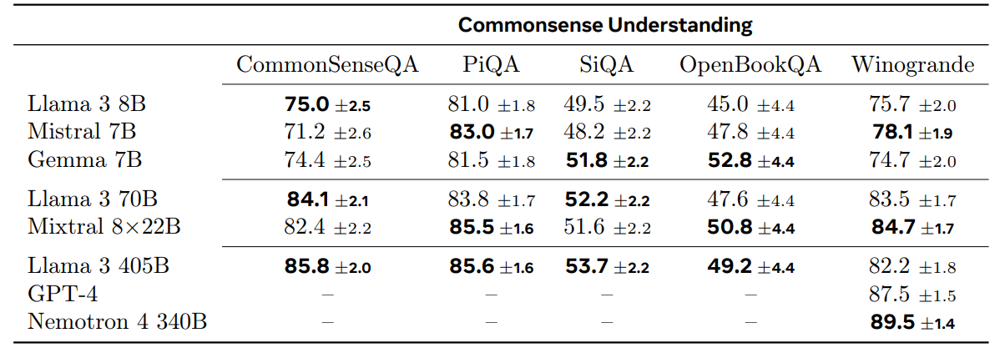 Commonsense Understanding
CommonSenseQA PiQA SiQA OpenBookQA Winogrande
Llama 3 8B 75.0 ±2.5 81.0 ±1.8 49.5 ±2.2 45.0 ±4.4 75.7 ±2.0
Mistral 7B 71.2 ±2.6 83.0 ±1.7 48.2 ±2.2 47.8 ±4.4 78.1 ±1.9
Gemma 7B 74.4 ±2.5 81.5 ±1.8 51.8 ±2.2 52.8 ±4.4 74.7 ±2.0
Llama 3 70B 84.1 ±2.1 83.8 ±1.7 52.2 ±2.2 47.6 ±4.4 83.5 ±1.7
Mixtral 8×22B 82.4 ±2.2 85.5 ±1.6 51.6 ±2.2 50.8 ±4.4 84.7 ±1.7
Llama 3 405B 85.8 ±2.0 85.6 ±1.6 53.7 ±2.2 49.2 ±4.4 82.2 ±1.8
GPT-4 – – – – 87.5 ±1.5
Nemotron 4 340B – – – – 89.5 ±1.4